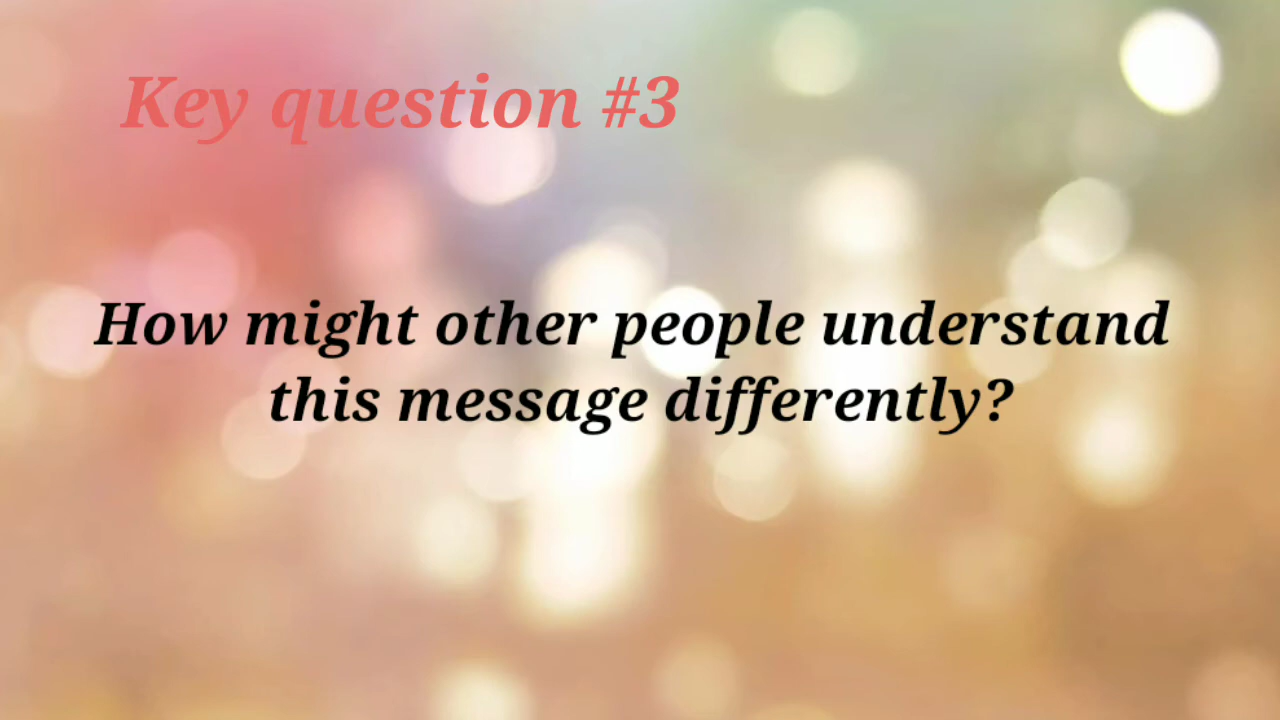 Key question #3
How might other people understand
this message differently?